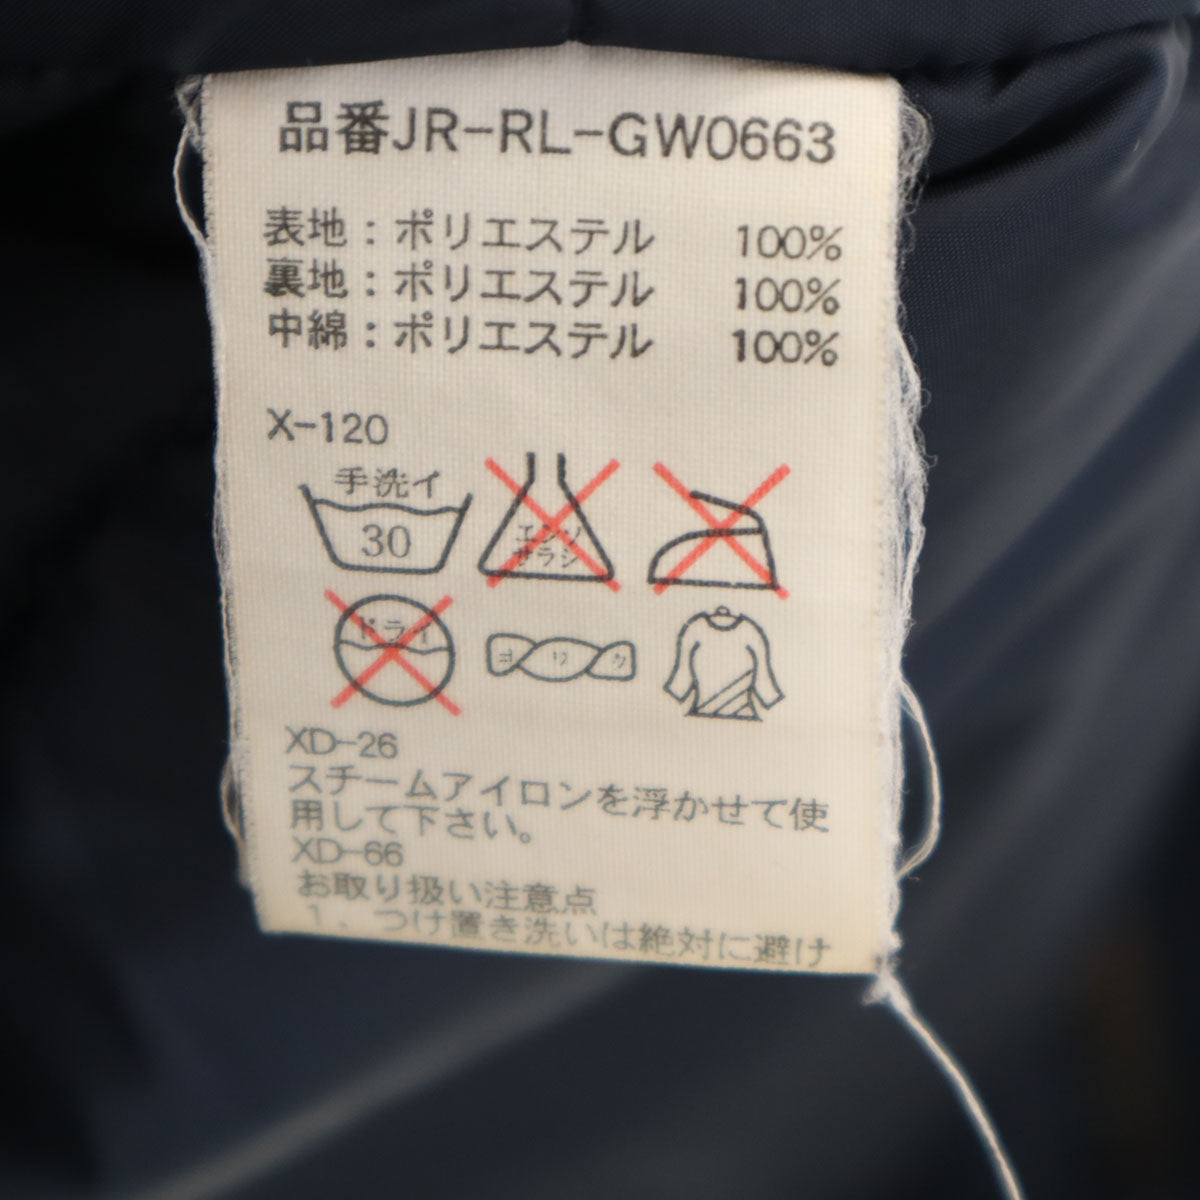 品番JR-RL-GW0663
表地：ポリエステル 100%
裏地：ポリエステル 100%
中綿：ポリエステル 100%
X-120
手洗イ
30
エンソ
サラシ
ドライ
ヨワク
XD-26
スチームアイロンを浮かせて使
用して下さい。
XD-66
お取り扱い注意点
1、つけ置き洗いは絶対に避け